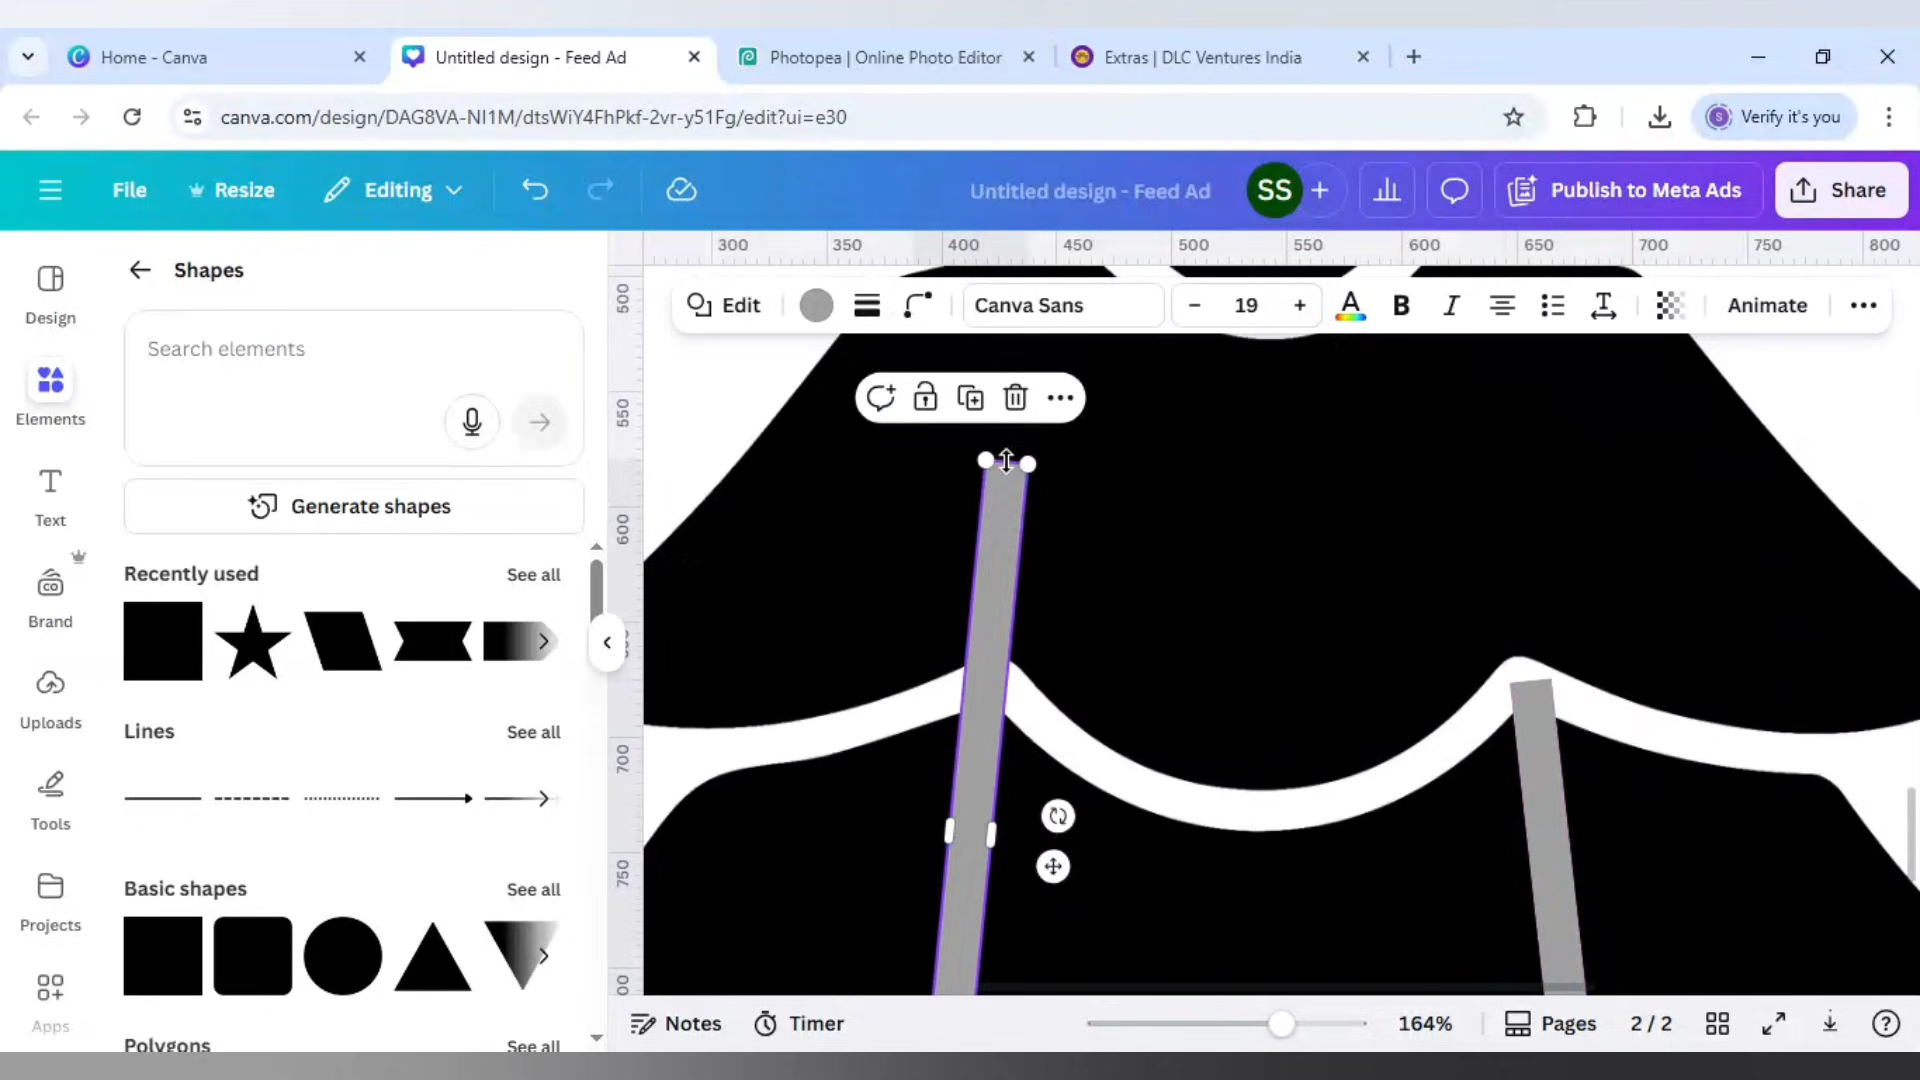 Home - Canva
Untitled design - Feed Ad
Photopea | Online Photo Editor
Extras | DLC Ventures India
canva.com/design/DAG8VA-NI1M/dtsWiY4FhPkf-2vr-y51Fg/edit?ui=e30
S
Verify it's you
File
Resize
Editing
Untitled design - Feed Ad
SS
Publish to Meta Ads
Share
Design
Elements
Text
Brand
Uploads
Tools
Projects
Apps
Shapes
Search elements
Generate shapes
Recently used
See all
Lines
See all
Basic shapes
See all
Polygons
See all
300
350
400
450
500
550
600
650
700
750
800
500
550
600
700
750
Edit
Canva Sans
19
A
B
I
T
Animate
Notes
Timer
164%
Pages
2 / 2